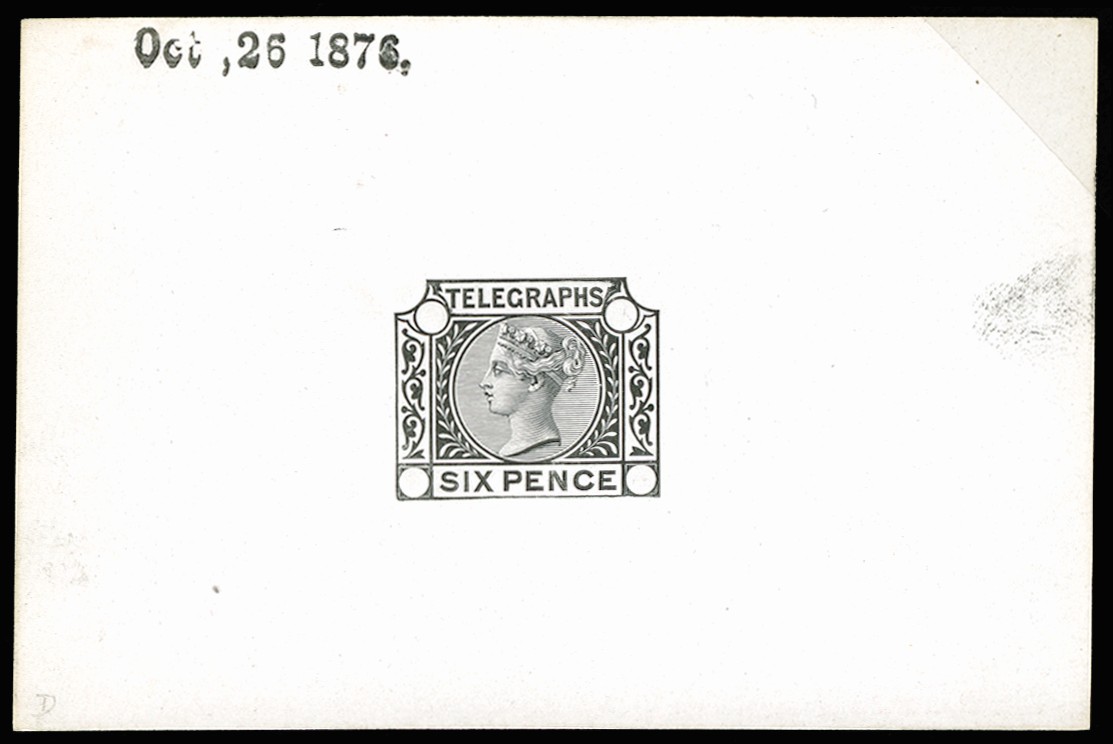 Oct ,26 1876.
TELEGRAPHS
SIX PENCE
D